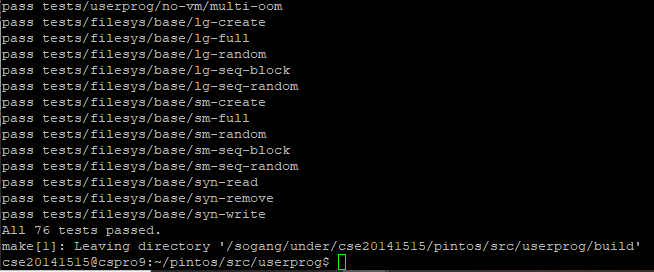 pass tests/userprog/no-vm/multi-oom
pass tests/filesys/base/lg-create
pass tests/filesys/base/lg-full
pass tests/filesys/base/lg-random
pass tests/filesys/base/lg-seq-block
pass tests/filesys/base/lg-seq-random
pass tests/filesys/base/sm-create
pass tests/filesys/base/sm-full
pass tests/filesys/base/sm-random
pass tests/filesys/base/sm-seq-block
pass tests/filesys/base/sm-seq-random
pass tests/filesys/base/syn-read
pass tests/filesys/base/syn-remove
pass tests/filesys/base/syn-write
All 76 tests passed.
make[1]: Leaving directory '/sogang/under/cse20141515/pintos/src/userprog/build'
cse20141515@cspro9:~/pintos/src/userprog$